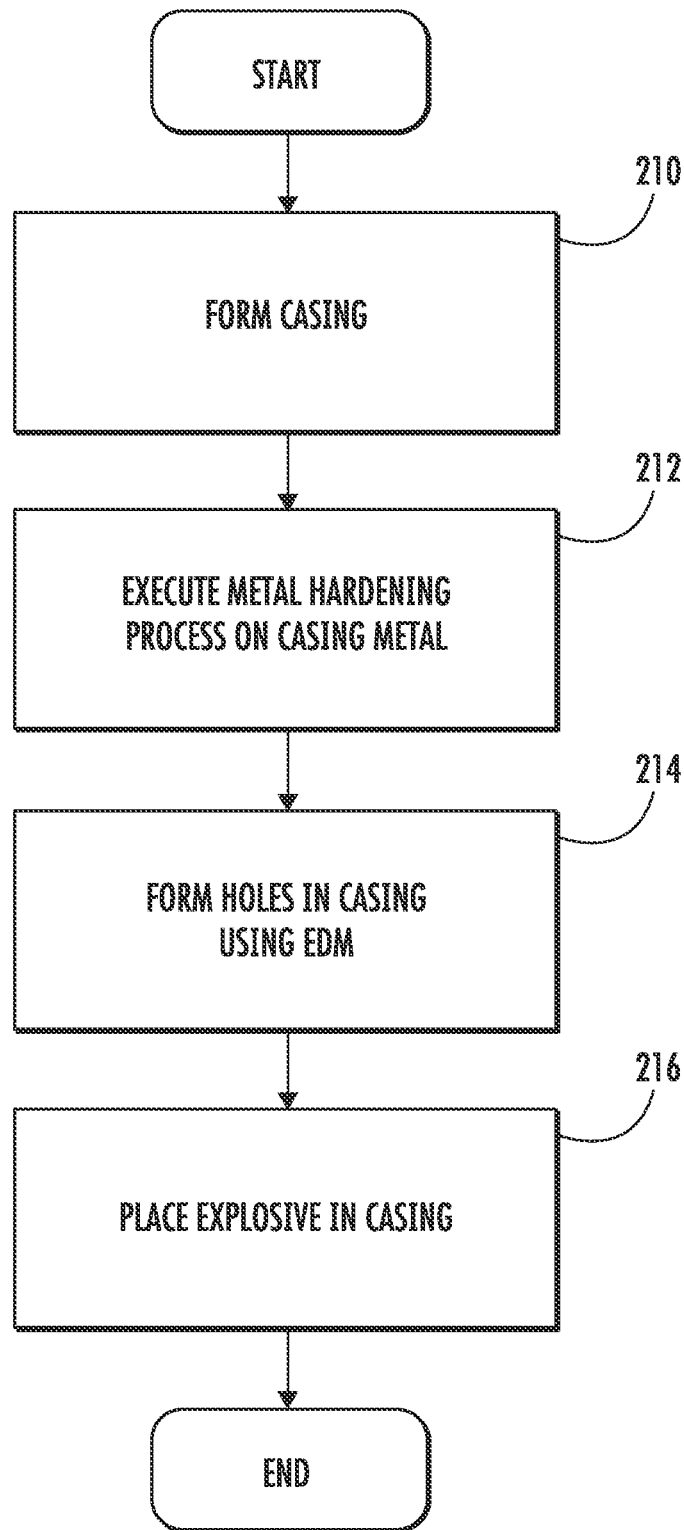 START
210
FORM CASING
212
EXECUTE METAL HARDENING
PROCESS ON CASING METAL
214
FORM HOLES IN CASING
USING EDM
216
PLACE EXPLOSIVE IN CASING
END